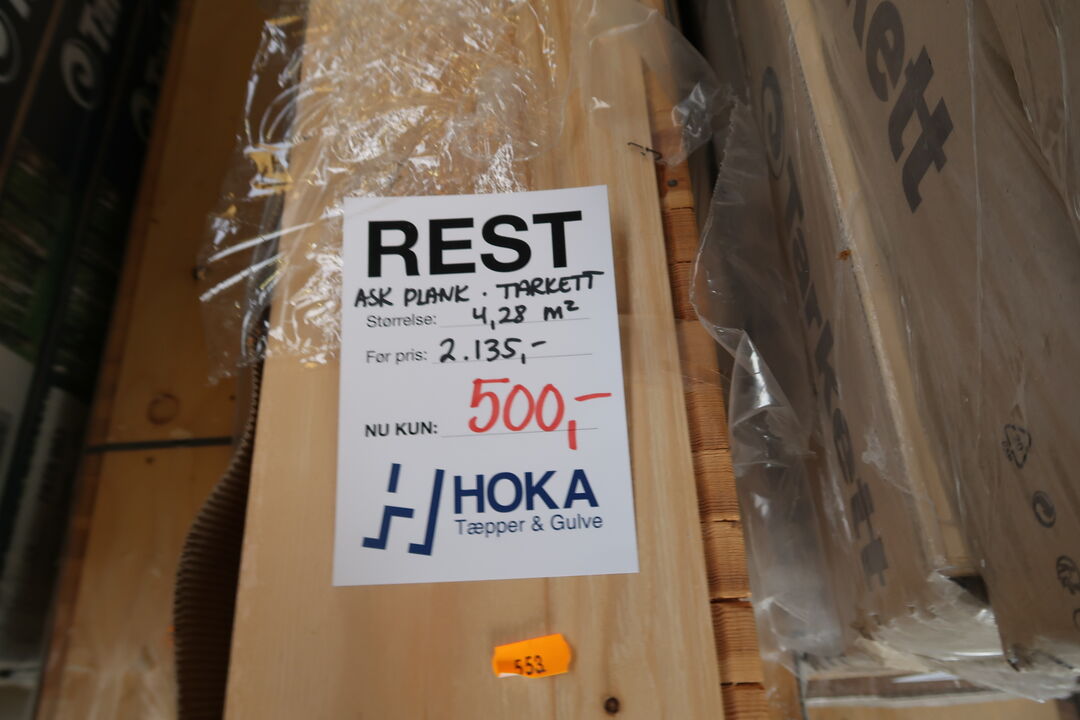 REST
ASK PLANK. TARKETT
Størrelse: 4,28 m²
Før pris: 2.135,-
NU KUN: 500,-
HOKA
Tæpper & Gulve
553
Tarkett